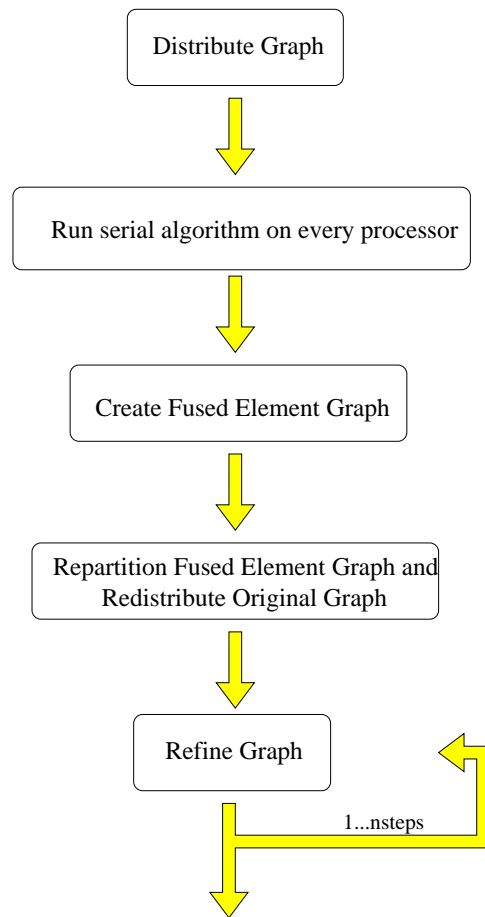 Distribute Graph
Run serial algorithm on every processor
Create Fused Element Graph
Repartition Fused Element Graph and
Redistribute Original Graph
Refine Graph
1...nsteps